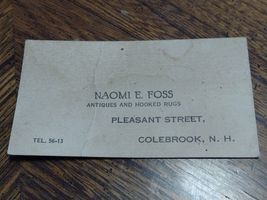 NAOMI E. FOSS
ANTIQUES AND HOOKED RUGS
PLEASANT STREET,
TEL. 56-13
COLEBROOK, N. H.